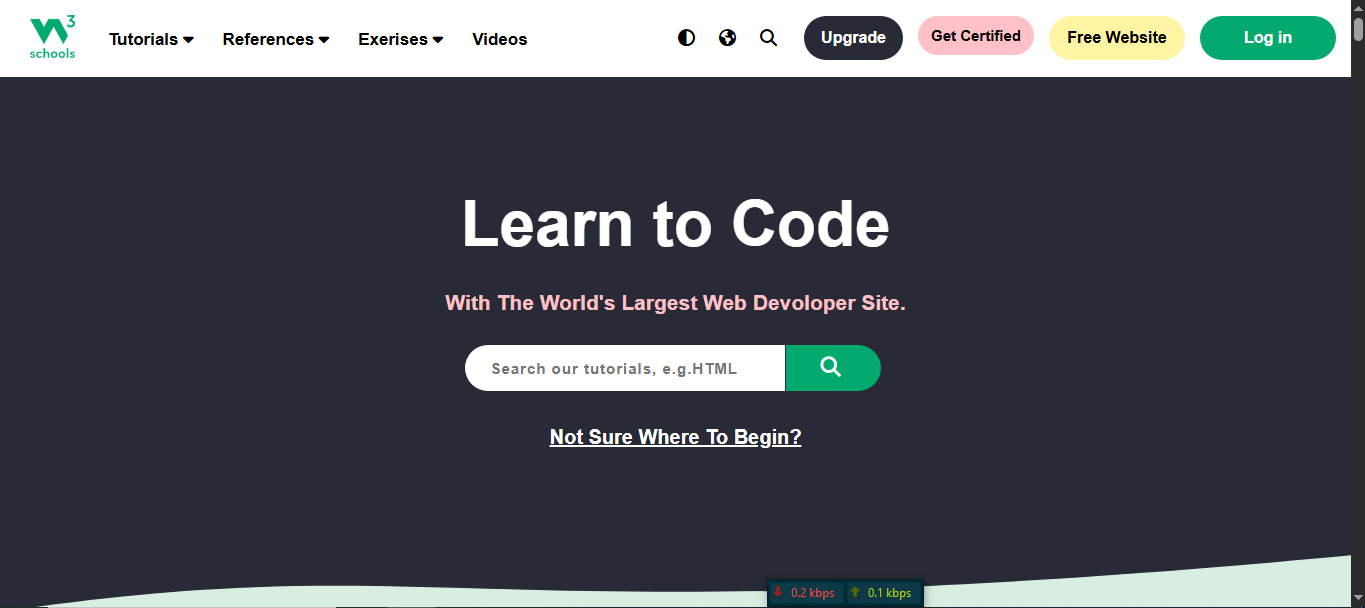 W3 schools
Tutorials References Exerises Videos Upgrade Get Certified Free Website Log in
Learn to Code
With The World's Largest Web Devoloper Site.
Search our tutorials, e.g.HTML
Not Sure Where To Begin?
0.2 kbps 0.1 kbps